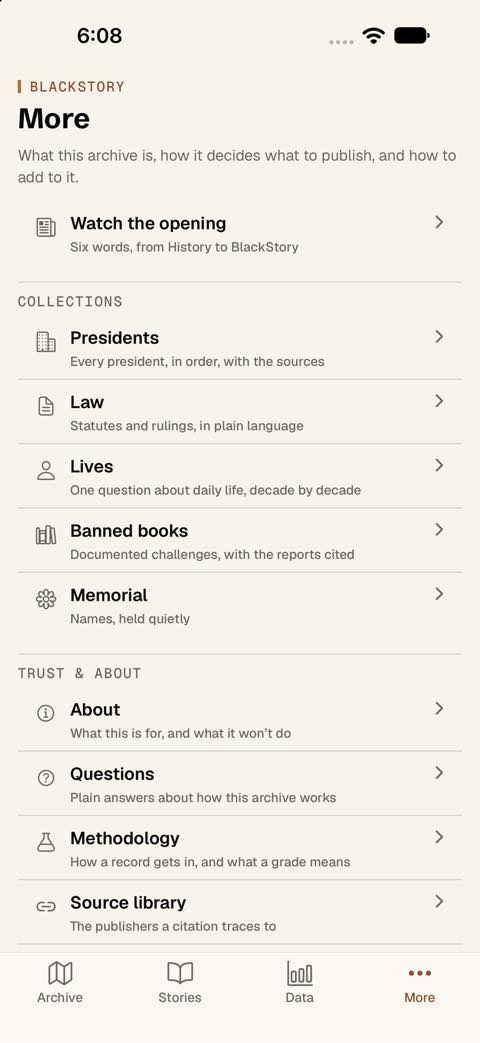 6:08
BLACKSTORY
More
What this archive is, how it decides what to publish, and how to
add to it.
Watch the opening
Six words, from History to BlackStory
COLLECTIONS
Presidents
Every president, in order, with the sources
Law
Statutes and rulings, in plain language
Lives
One question about daily life, decade by decade
Banned books
Documented challenges, with the reports cited
Memorial
Names, held quietly
TRUST & ABOUT
About
What this is for, and what it won't do
Questions
Plain answers about how this archive works
Methodology
How a record gets in, and what a grade means
Source library
The publishers a citation traces to
Archive
Stories
Data
More